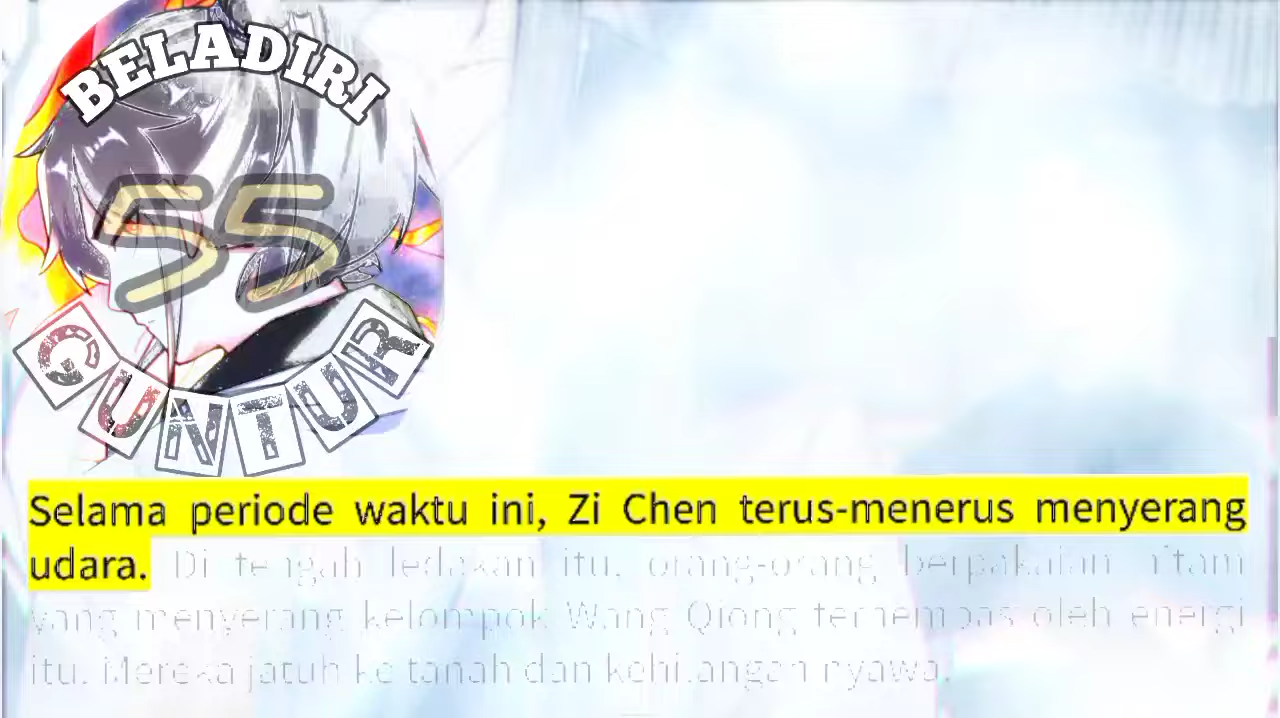 BELADIRI
55
GUNTUR
Selama periode waktu ini, Zi Chen terus-menerus menyerang
udara. Di tengah ledakan itu, orang-orang berpakaian hitam
yang menyerang kelompok Wang Qiong terhempas oleh energi
itu. Mereka jatuh ke tanah dan kehilangan nyawa.